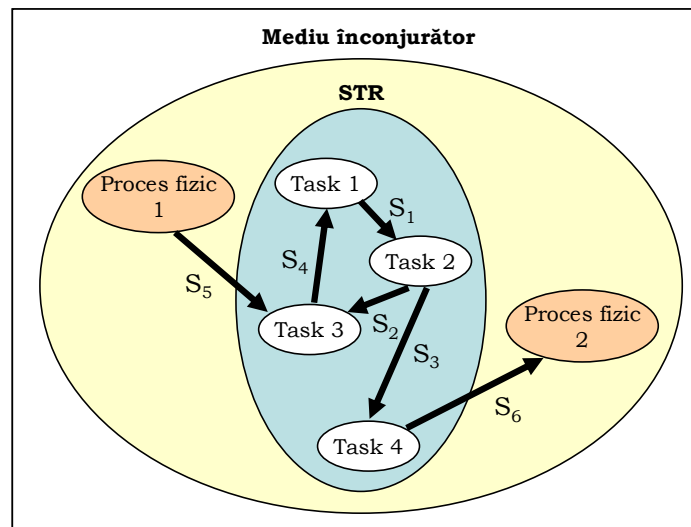 Mediu înconjurător
STR
Proces fizic
1
Task 1
S1
Task 2
S4
S5
Task 3
S2
S3
Proces fizic
2
S6
Task 4